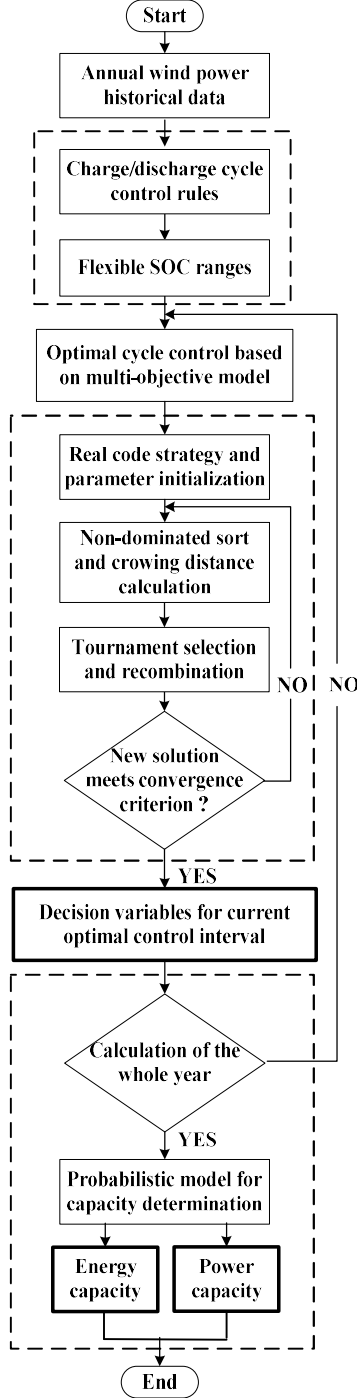 Start
Annual wind power
historical data
Charge/discharge cycle
control rules
Flexible SOC ranges
Optimal cycle control based
on multi-objective model
Real code strategy and
parameter initialization
Non-dominated sort
and crowing distance
calculation
Tournament selection
and recombination
NO
NO
New solution
meets convergence
criterion ?
YES
Decision variables for current
optimal control interval
Calculation of the
whole year
YES
Probabilistic model for
capacity determination
Energy
capacity
Power
capacity
End